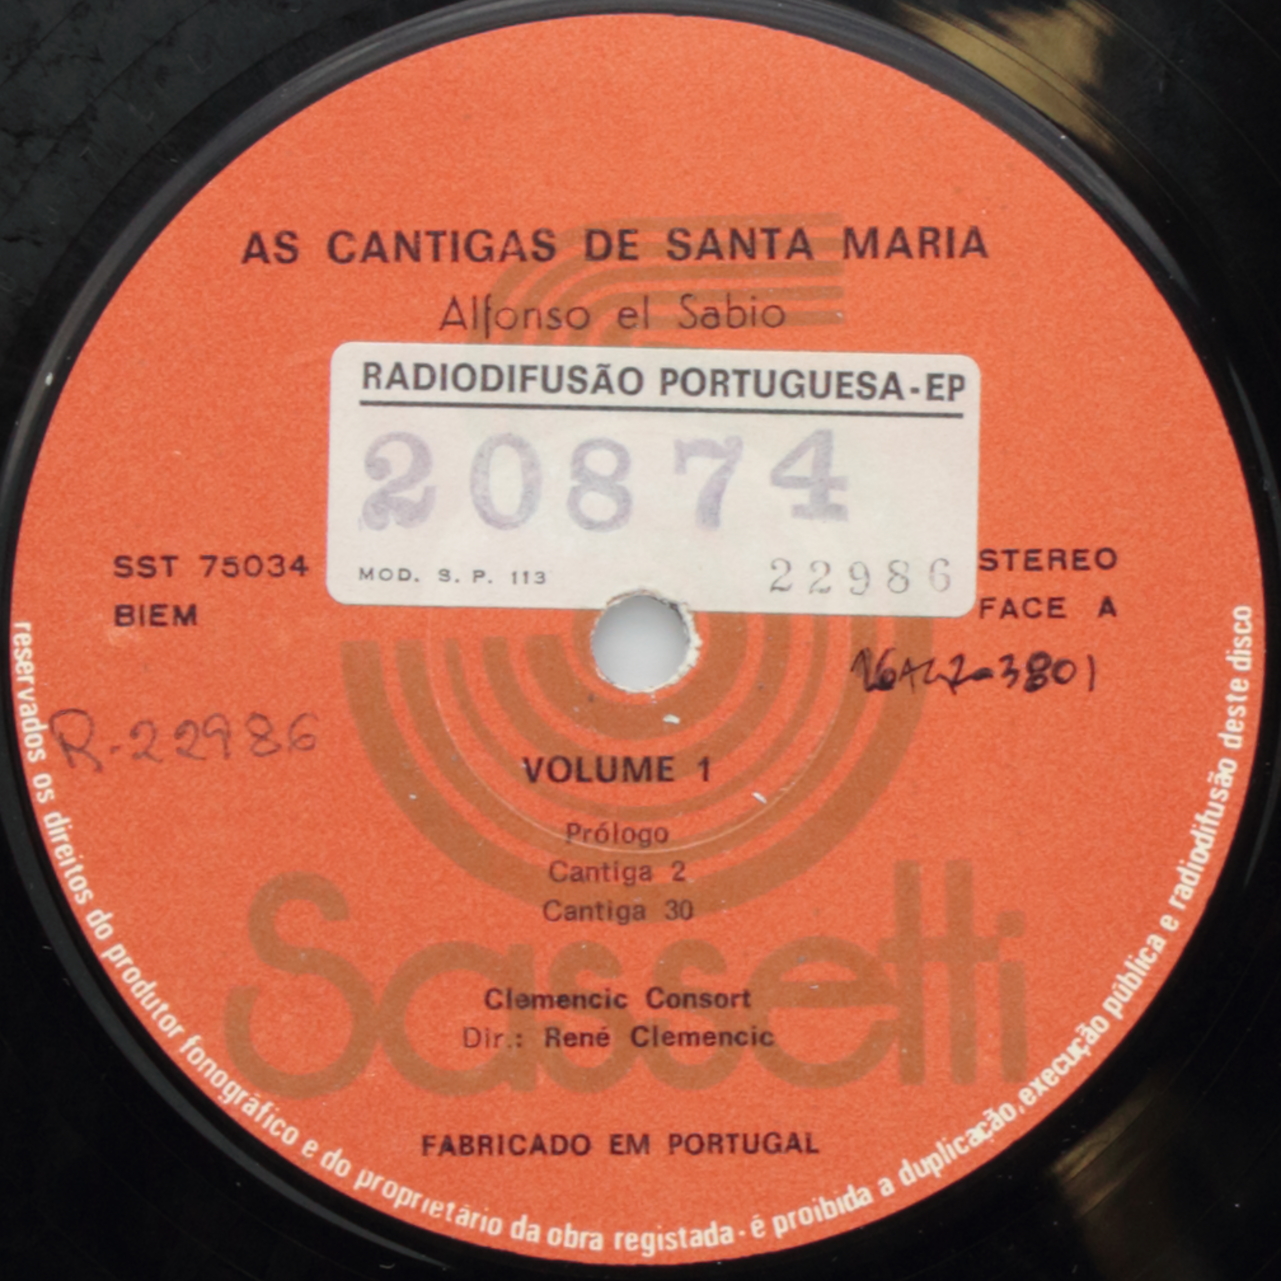 AS CANTIGAS DE SANTA MARIA
Alfonso el Sabio
RADIODIFUSÃO PORTUGUESA-EP
20874
MOD. S. P. 113
22986
SST 75034
BIEM
STEREO
FACE A
R-22986
VOLUME 1
Prólogo
Cantiga 2
Cantiga 30
Sassetti
Clemencic Consort
Dir.: René Clemencic
FABRICADO EM PORTUGAL
reservados os direitos do produtor fonográfico e do proprietário da obra registada · é proibida a duplicação, execução pública e radiodifusão deste disco